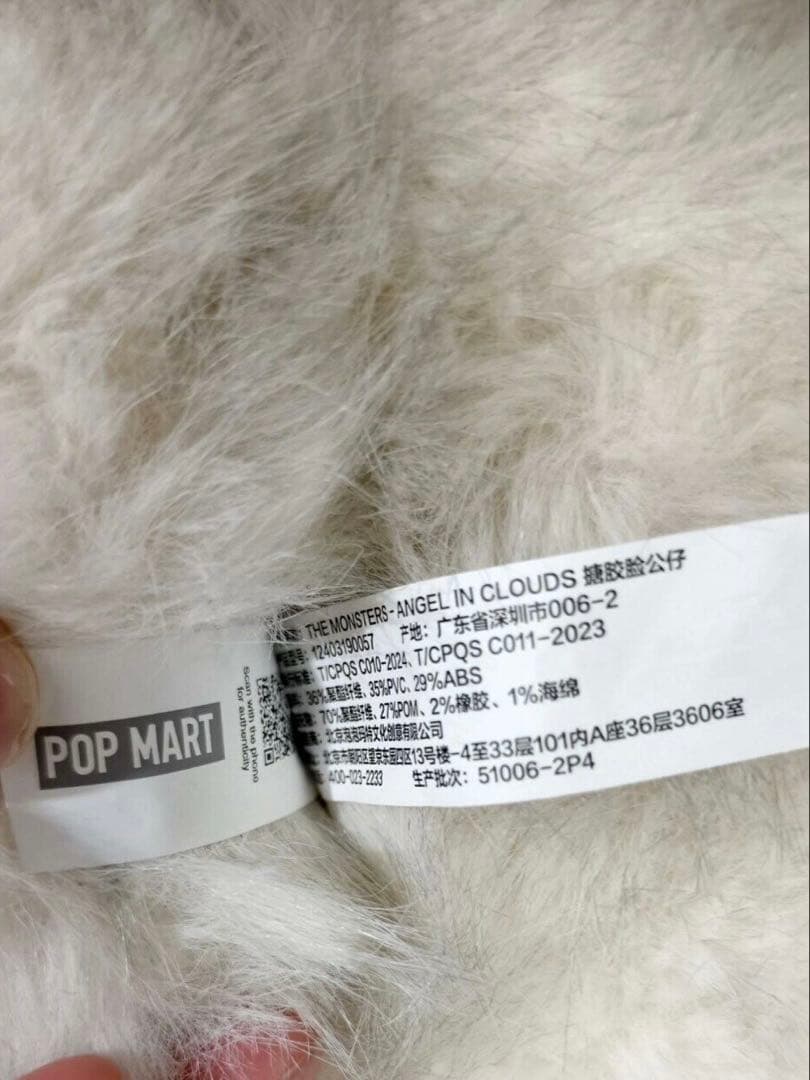 POP MART
Scan with the phone
for authenticity
THE MONSTERS - ANGEL IN CLOUDS 搪胶脸公仔
号: 12403190057 产地: 广东省深圳市006-2
标准: T/CPQS C010-2024、T/CPQS C011-2023
36%聚酯纤维、35%PVC、29%ABS
70%聚酯纤维、27%POM、2%橡胶、1%海绵
北京泡泡玛特文化创意有限公司
北京市朝阳区望京东园四区13号楼-4至33层101内A座36层3606室
400-023-2233 生产批次: 51006-2P4